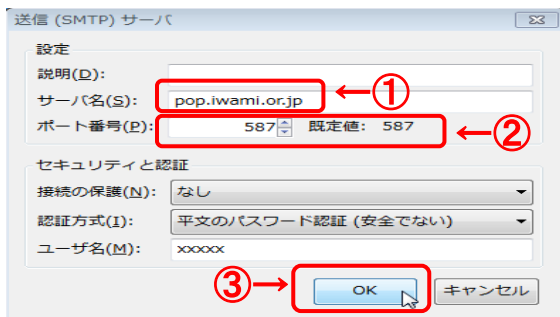 送信 (SMTP) サーバ
設定
説明(D):
サーバ名(S): pop.iwami.or.jp ←①
ポート番号(P): 587 既定値: 587 ←②
セキュリティと認証
接続の保護(N): なし
認証方式(I): 平文のパスワード認証 (安全でない)
ユーザ名(M): xxxxx
③→ OK キャンセル